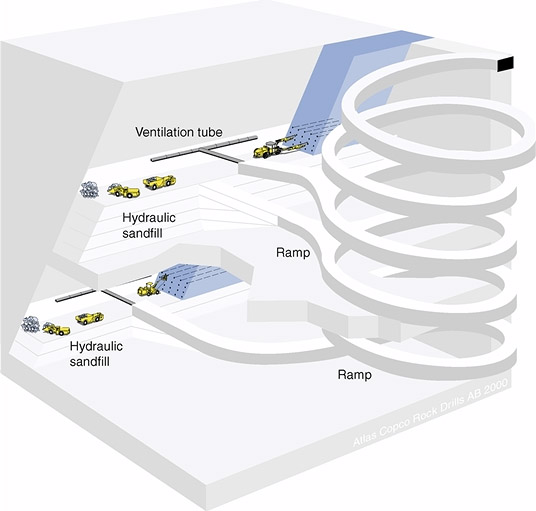 Ventilation tube
Hydraulic
sandfill
Ramp
Hydraulic
sandfill
Ramp
Atlas Copco Rock Drills AB 2000